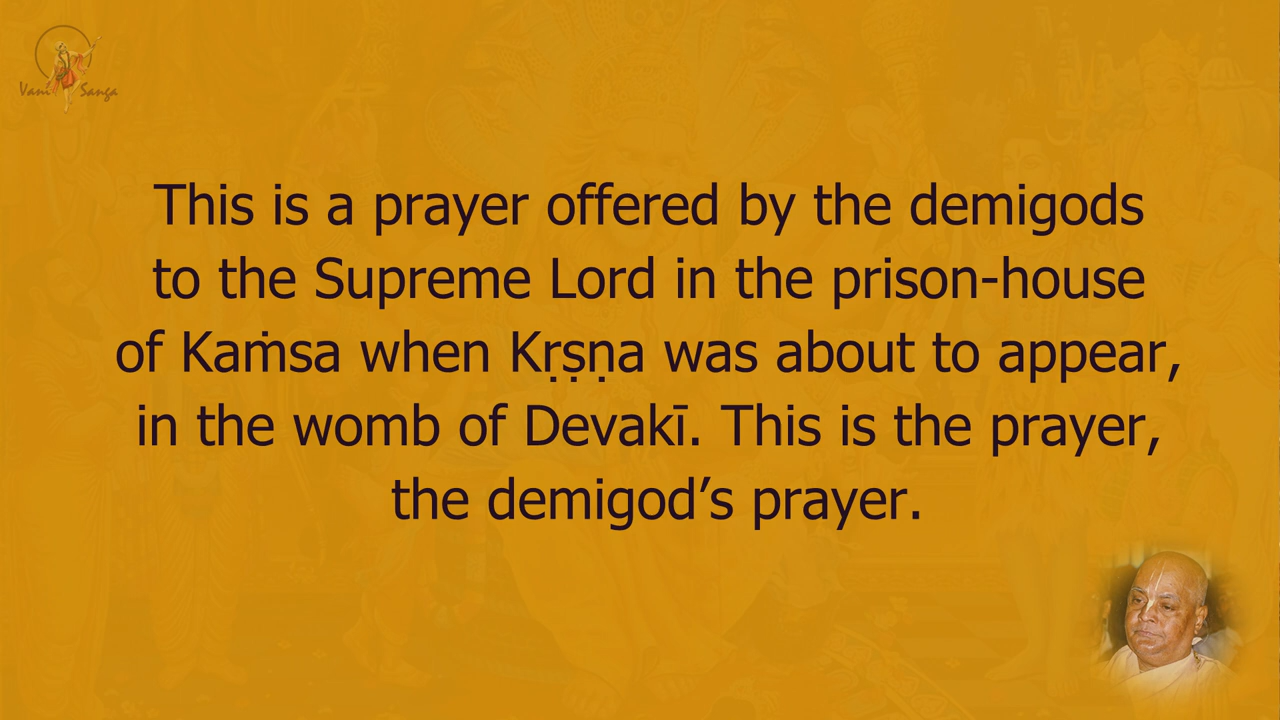 Vani Sanga
This is a prayer offered by the demigods
to the Supreme Lord in the prison-house
of Kaṁsa when Kṛṣṇa was about to appear,
in the womb of Devakī. This is the prayer,
the demigod’s prayer.